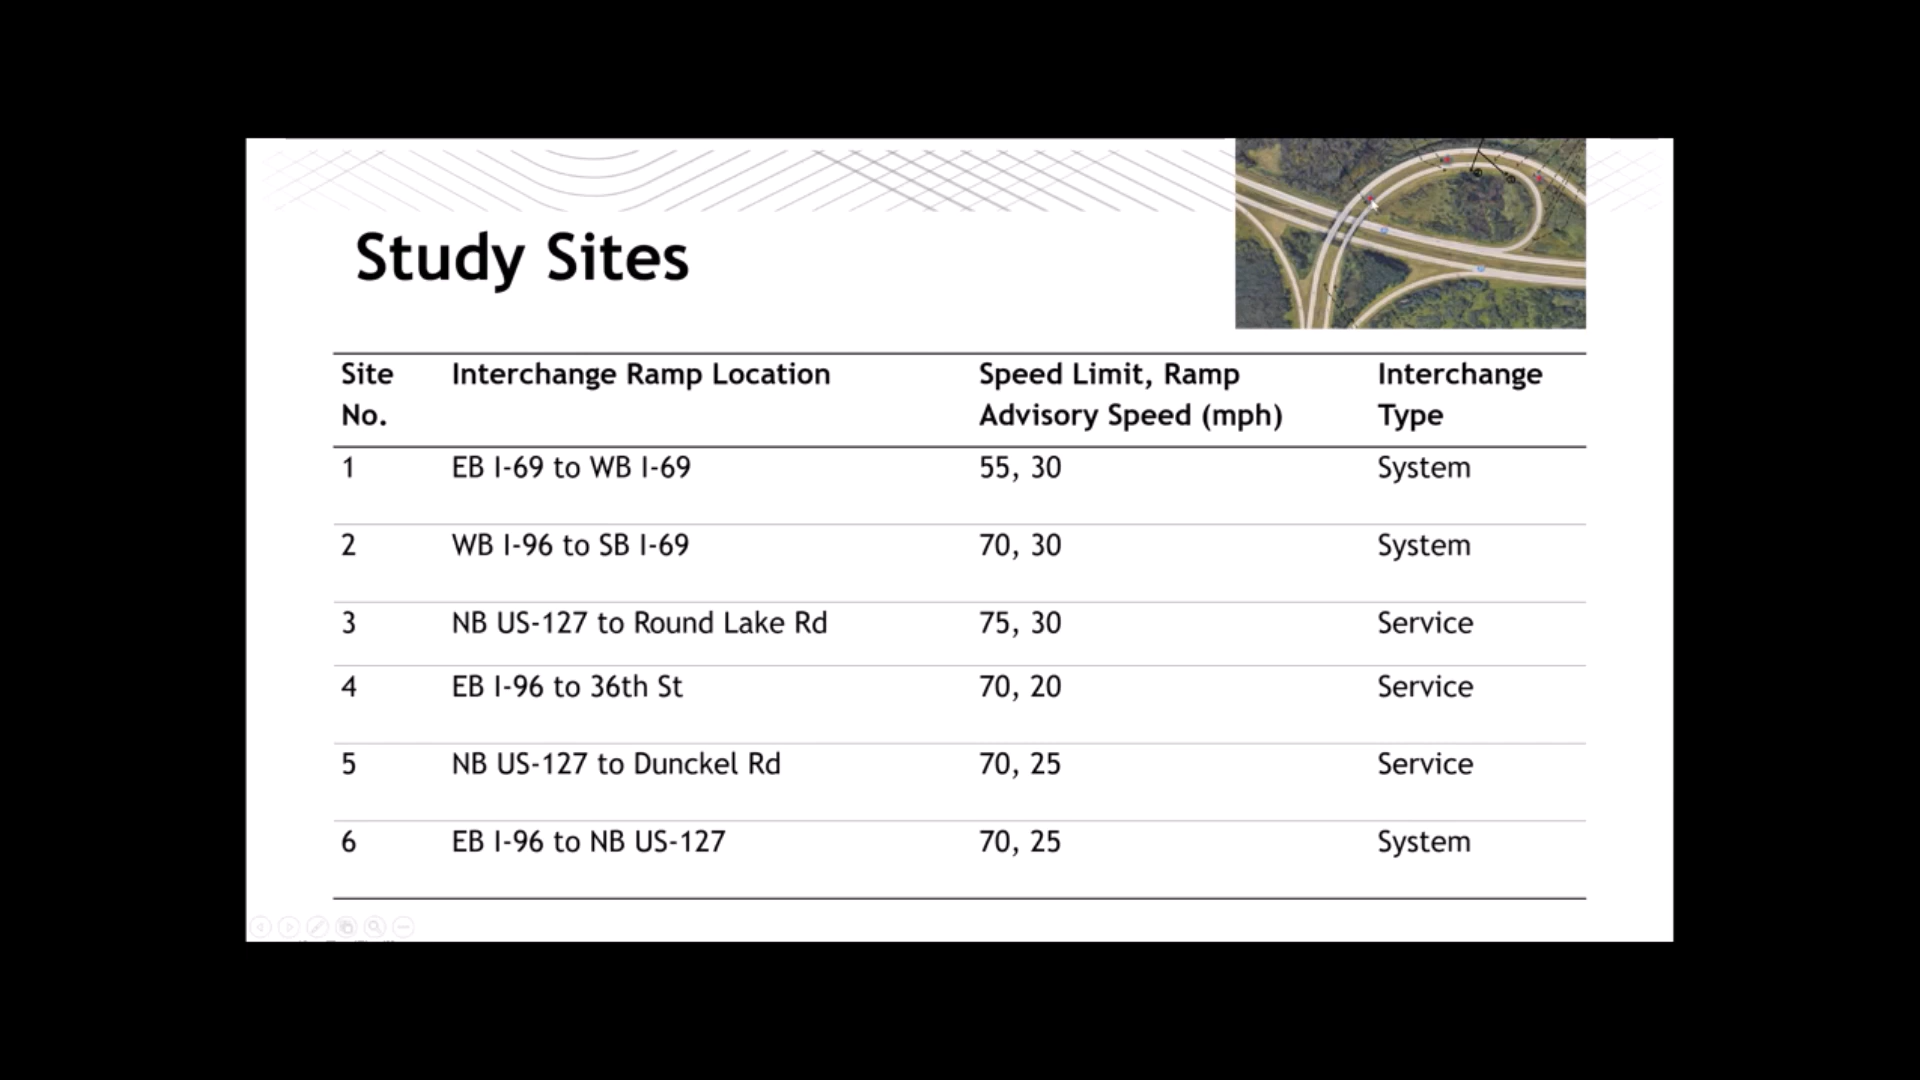 Study Sites
Site No. Interchange Ramp Location Speed Limit, Ramp Advisory Speed (mph) Interchange Type
1 EB I-69 to WB I-69 55, 30 System
2 WB I-96 to SB I-69 70, 30 System
3 NB US-127 to Round Lake Rd 75, 30 Service
4 EB I-96 to 36th St 70, 20 Service
5 NB US-127 to Dunckel Rd 70, 25 Service
6 EB I-96 to NB US-127 70, 25 System